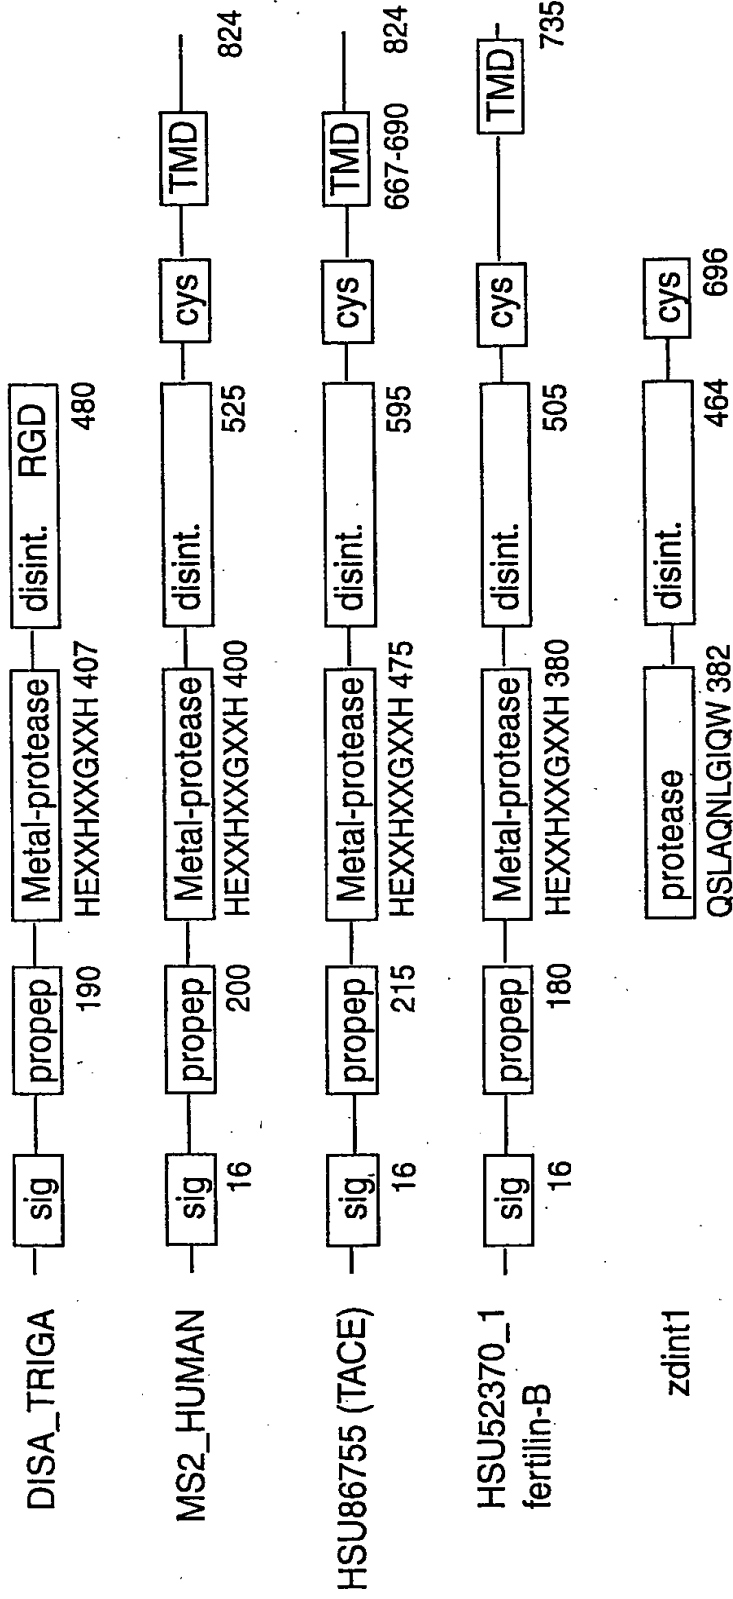 DISA_TRIGA
sig
propep
190
Metal-protease
HEXXHXXGXXH 407
disint. RGD
480
MS2_HUMAN
sig
16
propep
200
Metal-protease
HEXXHXXGXXH 400
disint.
525
cys
TMD
824
HSU86755 (TACE)
sig
16
propep
215
Metal-protease
HEXXHXXGXXH 475
disint.
595
cys
TMD
667-690
824
HSU52370_1
fertilin-B
sig
16
propep
180
Metal-protease
HEXXHXXGXXH 380
disint.
505
cys
TMD
735
zdint1
protease
QSLAQNLGIQW 382
disint.
464
cys
696